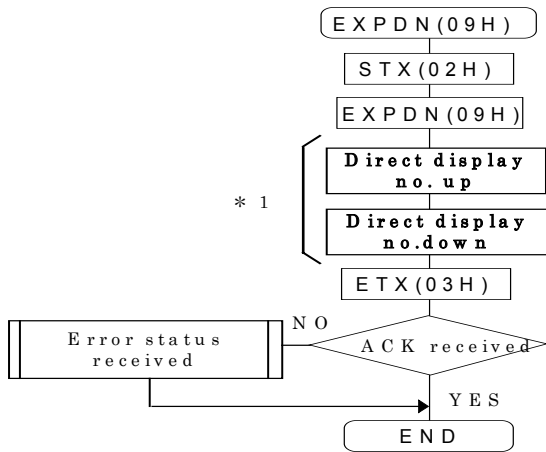 EXPDN(09H)
STX(02H)
EXPDN(09H)
Direct display
no. up
* 1
Direct display
no.down
ETX(03H)
NO
Error status
received
ACK received
YES
END